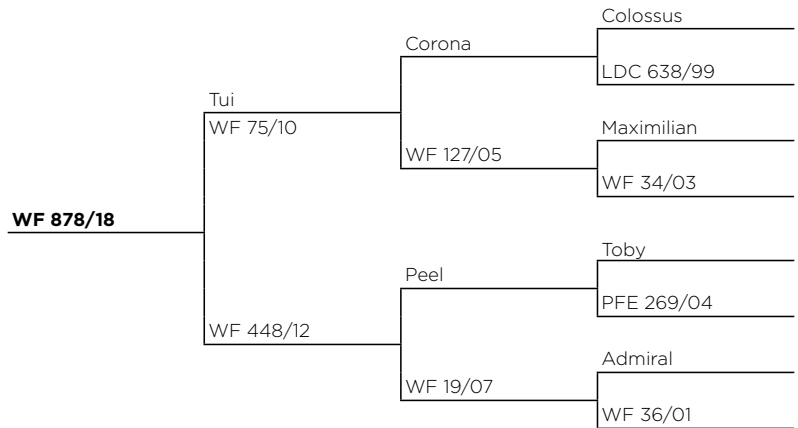 Colossus
Corona
LDC 638/99
Tui
WF 75/10
Maximilian
WF 127/05
WF 34/03
WF 878/18
Toby
Peel
PFE 269/04
WF 448/12
Admiral
WF 19/07
WF 36/01